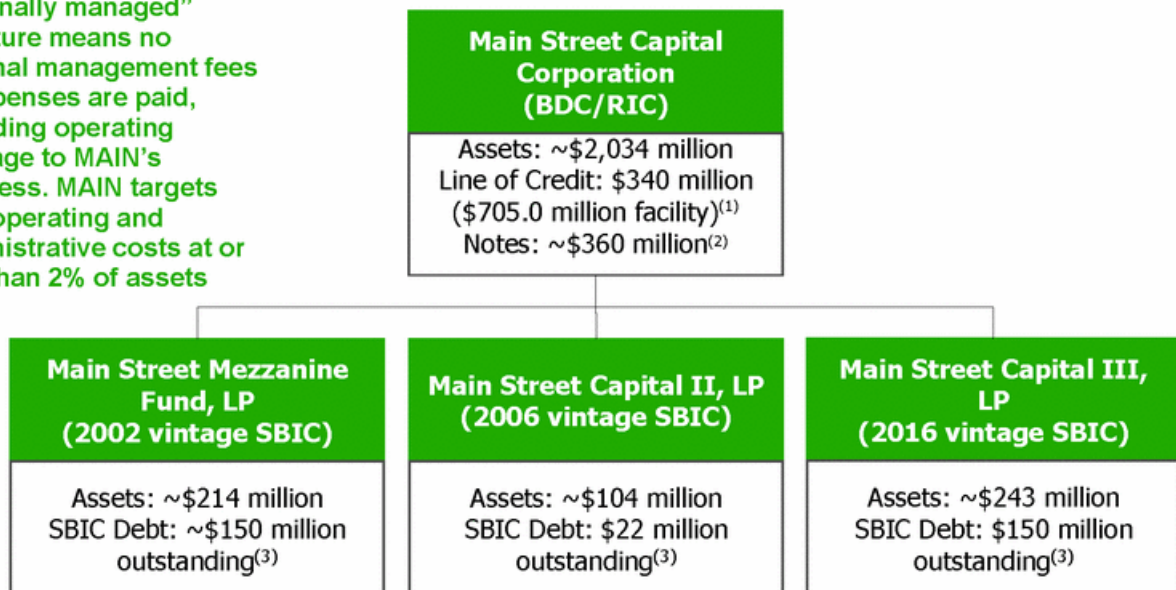 nally managed”
ture means no
nal management fees
penses are paid,
ding operating
ge to MAIN’s
ess. MAIN targets
operating and
nistrative costs at or
han 2% of assets
Main Street Capital
Corporation
(BDC/RIC)
Assets: ~$2,034 million
Line of Credit: $340 million
($705.0 million facility)(1)
Notes: ~$360 million(2)
Main Street Mezzanine
Fund, LP
(2002 vintage SBIC)
Assets: ~$214 million
SBIC Debt: ~$150 million
outstanding(3)
Main Street Capital II, LP
(2006 vintage SBIC)
Assets: ~$104 million
SBIC Debt: $22 million
outstanding(3)
Main Street Capital III,
LP
(2016 vintage SBIC)
Assets: ~$243 million
SBIC Debt: $150 million
outstanding(3)